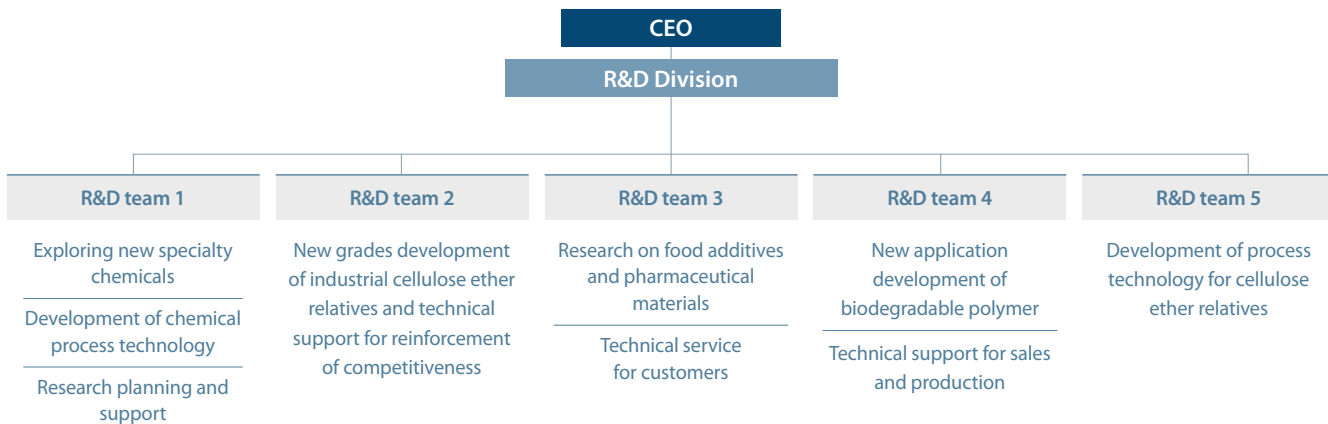 CEO
R&D Division
R&D team 1
Exploring new specialty
chemicals
Development of chemical
process technology
Research planning and
support
R&D team 2
New grades development
of industrial cellulose ether
relatives and technical
support for reinforcement
of competitiveness
R&D team 3
Research on food additives
and pharmaceutical
materials
Technical service
for customers
R&D team 4
New application
development of
biodegradable polymer
Technical support for sales
and production
R&D team 5
Development of process
technology for cellulose
ether relatives